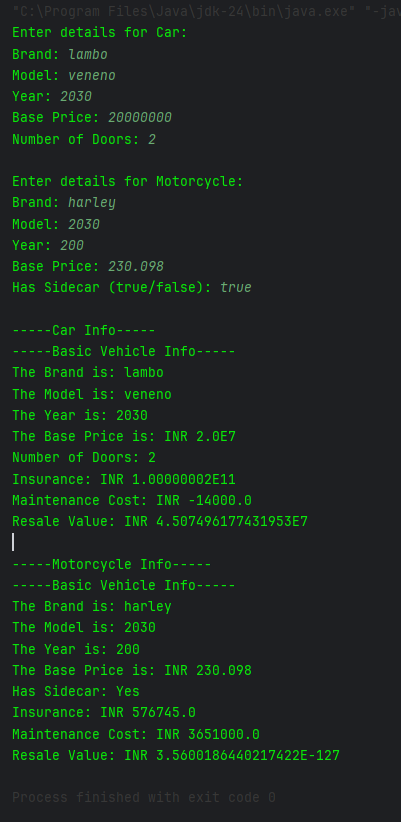 "C:\Program Files\Java\jdk-24\bin\java.exe" "-jav
Enter details for Car:
Brand: lambo
Model: veneno
Year: 2030
Base Price: 20000000
Number of Doors: 2
Enter details for Motorcycle:
Brand: harley
Model: 2030
Year: 200
Base Price: 230.098
Has Sidecar (true/false): true
-----Car Info-----
-----Basic Vehicle Info-----
The Brand is: lambo
The Model is: veneno
The Year is: 2030
The Base Price is: INR 2.0E7
Number of Doors: 2
Insurance: INR 1.00000002E11
Maintenance Cost: INR -14000.0
Resale Value: INR 4.507496177431953E7
-----Motorcycle Info-----
-----Basic Vehicle Info-----
The Brand is: harley
The Model is: 2030
The Year is: 200
The Base Price is: INR 230.098
Has Sidecar: Yes
Insurance: INR 576745.0
Maintenance Cost: INR 3651000.0
Resale Value: INR 3.5600186440217422E-127
Process finished with exit code 0